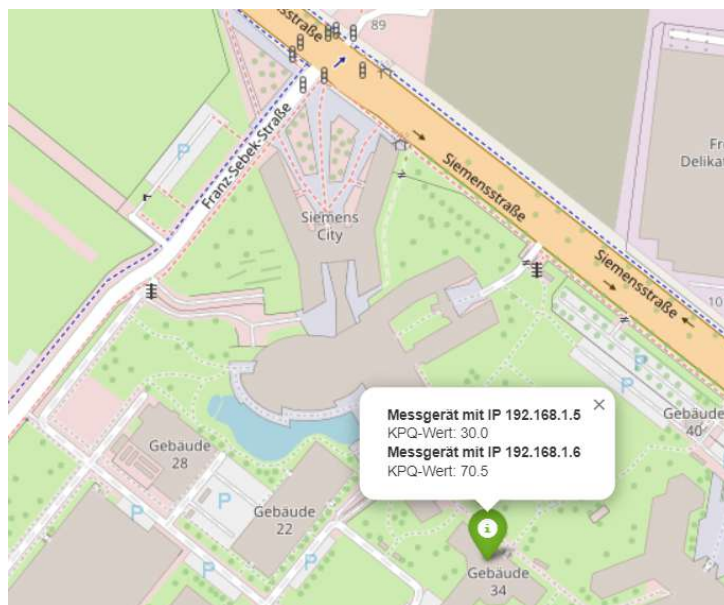 ensstraße
89
P
Franz-Sebek-Straße
Siemensstraße
Fre
Delikat
Siemens
City
Siemensstraße
10
P
Messgerät mit IP 192.168.1.5
KPQ-Wert: 30.0
Messgerät mit IP 192.168.1.6
KPQ-Wert: 70.5
×
Gebäude
40
Gebäude
28
P
Gebäude
22
P
P
Gebäude
34